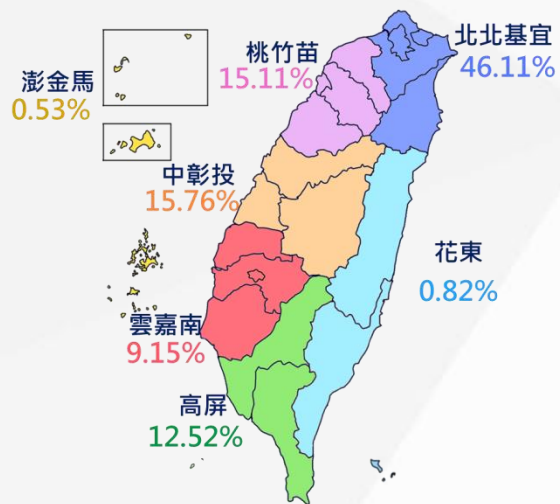 北北基宜
46.11%
桃竹苗
15.11%
澎金馬
0.53%
中彰投
15.76%
花東
0.82%
雲嘉南
9.15%
高屏
12.52%